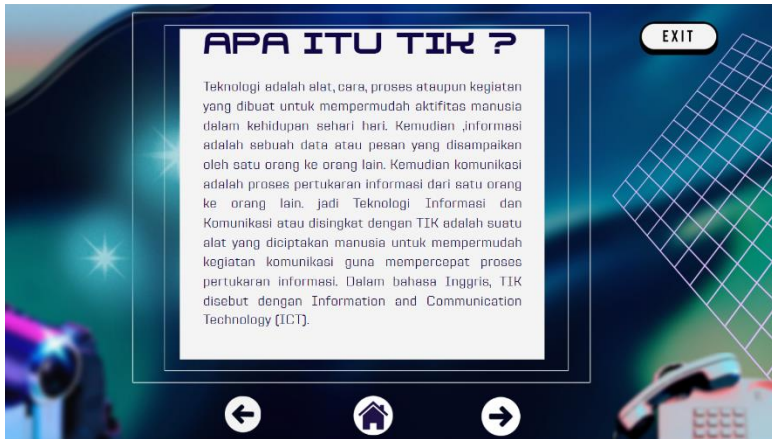 APA ITU TIK ?
EXIT
Teknologi adalah alat, cara, proses ataupun kegiatan
yang dibuat untuk mempermudah aktifitas manusia
dalam kehidupan sehari hari. Kemudian ,informasi
adalah sebuah data atau pesan yang disampaikan
oleh satu orang ke orang lain. Kemudian komunikasi
adalah proses pertukaran informasi dari satu orang
ke orang lain. jadi Teknologi Informasi dan
Komunikasi atau disingkat dengan TIK adalah suatu
alat yang diciptakan manusia untuk mempermudah
kegiatan komunikasi guna mempercepat proses
pertukaran informasi. Dalam bahasa Inggris, TIK
disebut dengan Information and Communication
Technology (ICT).